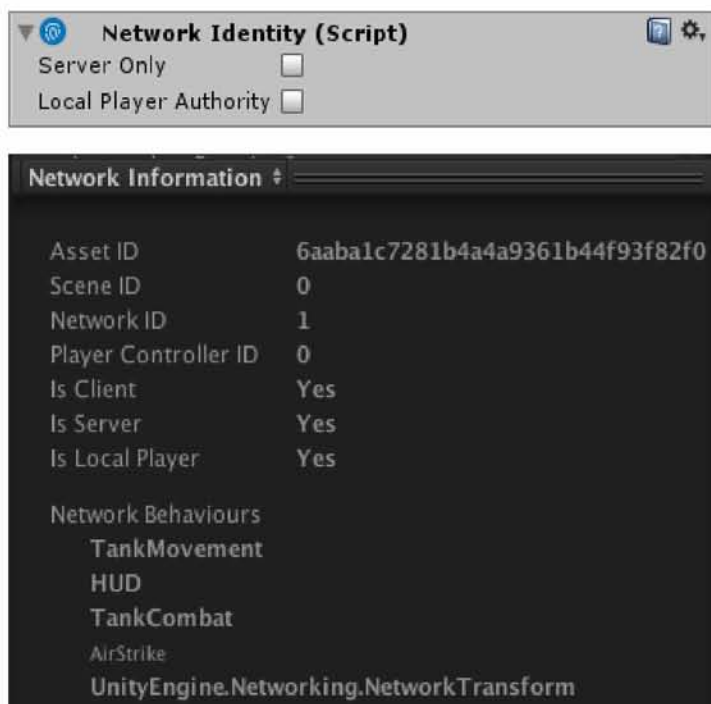 Network Identity (Script)
Server Only
Local Player Authority
Network Information
Asset ID 6aaba1c7281b4a4a9361b44f93f82f0
Scene ID 0
Network ID 1
Player Controller ID 0
Is Client Yes
Is Server Yes
Is Local Player Yes
Network Behaviours
TankMovement
HUD
TankCombat
AirStrike
UnityEngine.Networking.NetworkTransform